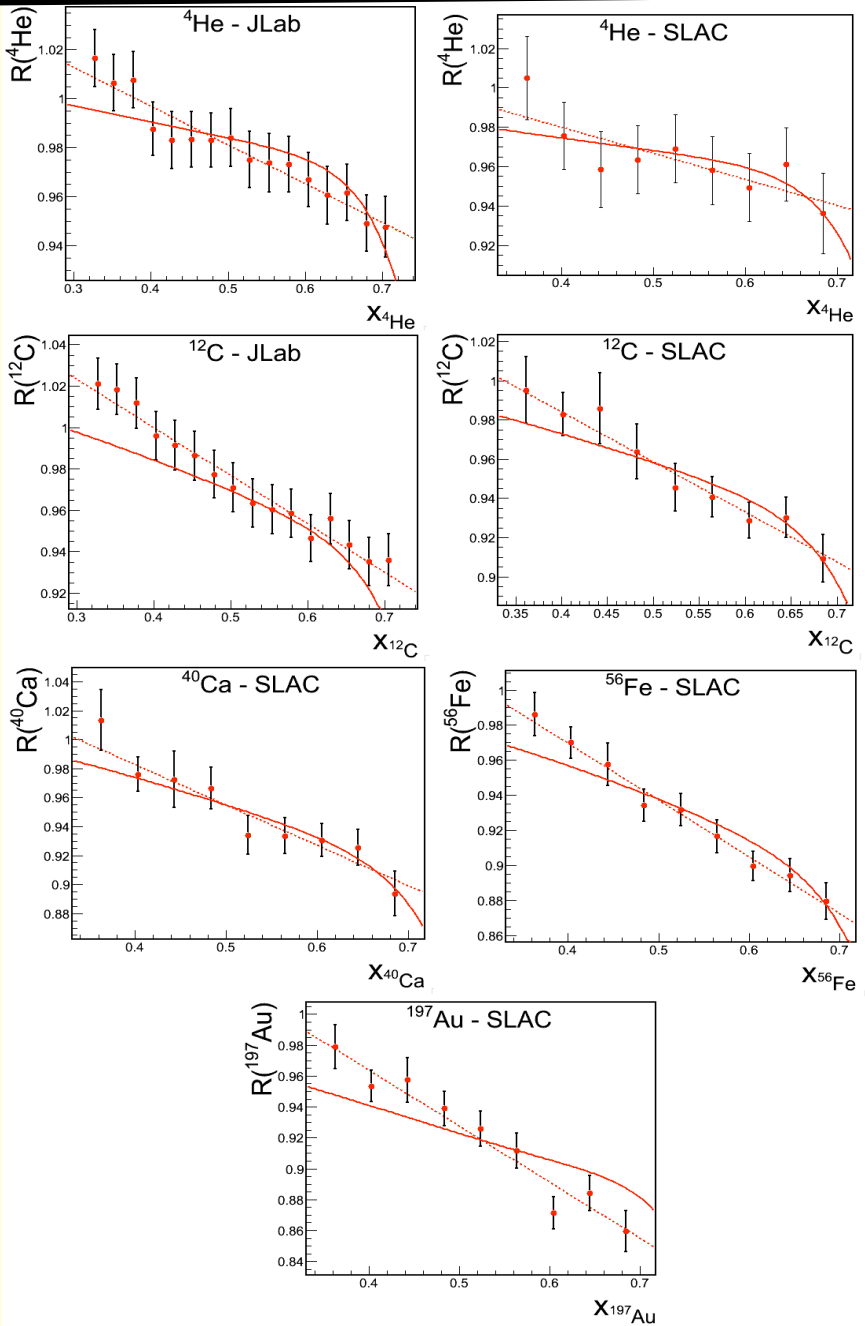 ⁴He - JLab
R(⁴He)
1.02
1
0.98
0.96
0.94
0.3 0.4 0.5 0.6 0.7
X⁴He
⁴He - SLAC
R(⁴He)
1.02
1
0.98
0.96
0.94
0.92
0.4 0.5 0.6 0.7
X⁴He
¹²C - JLab
R(¹²C)
1.04
1.02
1
0.98
0.96
0.94
0.92
0.3 0.4 0.5 0.6 0.7
X¹²C
¹²C - SLAC
R(¹²C)
1.02
1
0.98
0.96
0.94
0.92
0.9
0.35 0.4 0.45 0.5 0.55 0.6 0.65 0.7
X¹²C
⁴⁰Ca - SLAC
R(⁴⁰Ca)
1.04
1.02
1
0.98
0.96
0.94
0.92
0.9
0.88
0.4 0.5 0.6 0.7
X⁴⁰Ca
⁵⁶Fe - SLAC
R(⁵⁶Fe)
1
0.98
0.96
0.94
0.92
0.9
0.88
0.86
0.4 0.5 0.6 0.7
X⁵⁶Fe
¹⁹⁷Au - SLAC
R(¹⁹⁷Au)
1
0.98
0.96
0.94
0.92
0.9
0.88
0.86
0.84
0.4 0.5 0.6 0.7
X¹⁹⁷Au